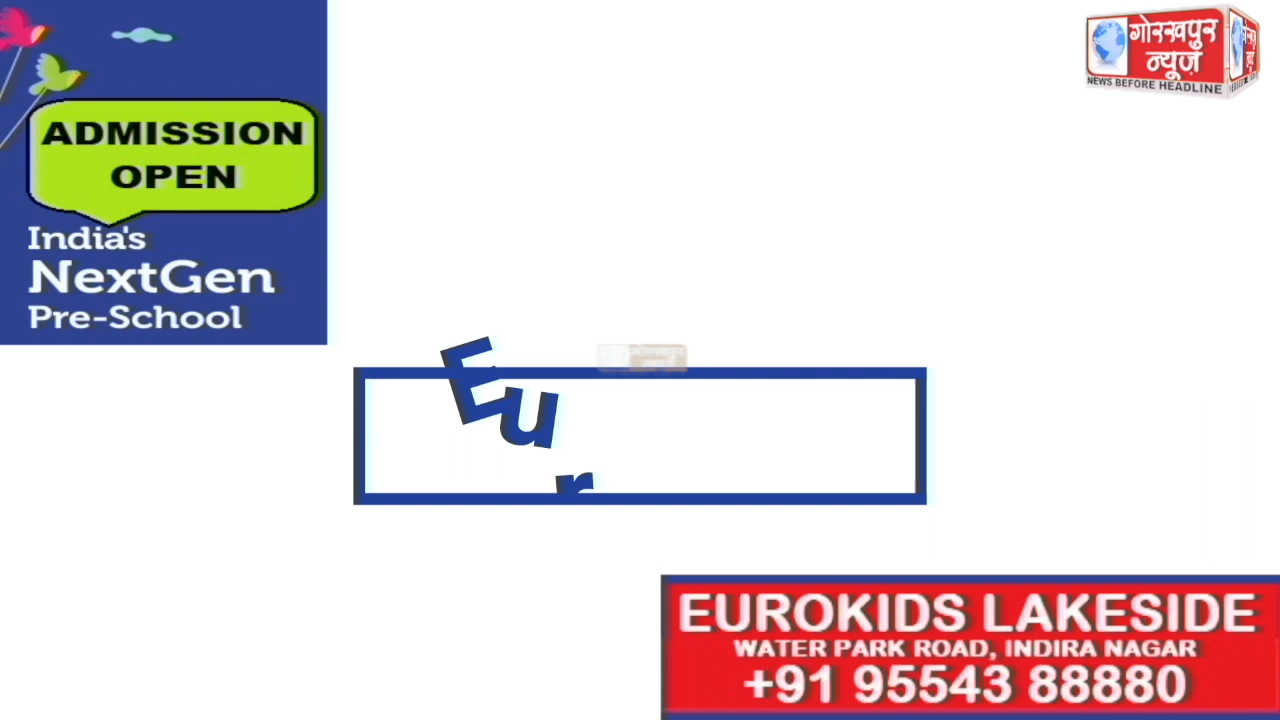 गोरखपुर
न्यूज़
NEWS BEFORE HEADLINE
ADMISSION
OPEN
India's
NextGen
Pre-School
Eur
EUROKIDS LAKESIDE
WATER PARK ROAD, INDIRA NAGAR
+91 95543 88880